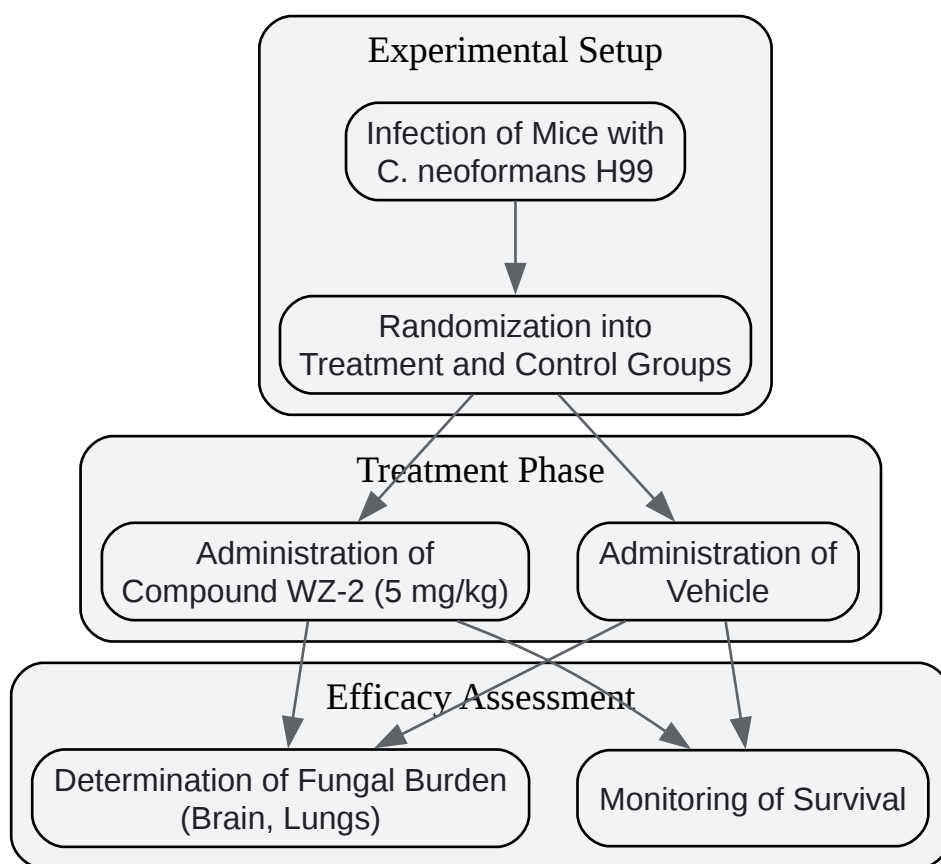 Experimental Setup
Infection of Mice with
C. neoformans H99
Randomization into
Treatment and Control Groups
Treatment Phase
Administration of
Compound WZ-2 (5 mg/kg)
Administration of
Vehicle
Efficacy Assessment
Determination of Fungal Burden
(Brain, Lungs)
Monitoring of Survival